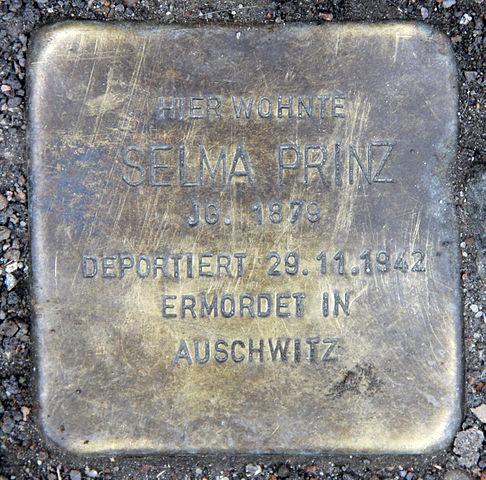 HIER WOHNTE
SELMA PRINZ
JG. 1879
DEPORTIERT 29.11.1942
ERMORDET IN
AUSCHWITZ